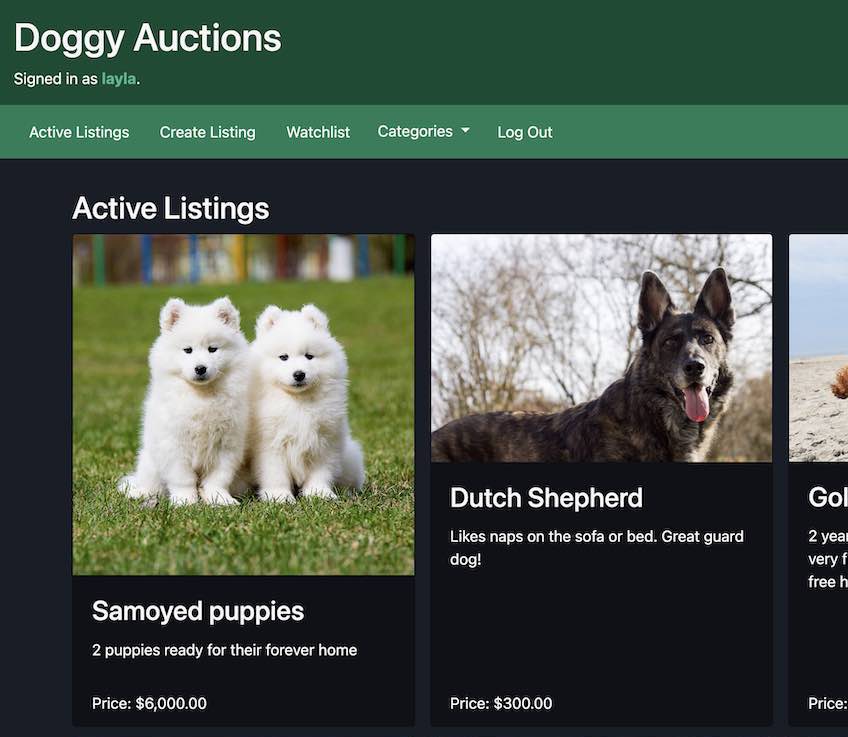 Doggy Auctions
Signed in as layla.
Active Listings
Create Listing
Watchlist
Categories
Log Out
Active Listings
Samoyed puppies
2 puppies ready for their forever home
Price: $6,000.00
Dutch Shepherd
Likes naps on the sofa or bed. Great guard
dog!
Price: $300.00
Gol
2 yea
very f
free h
Price: